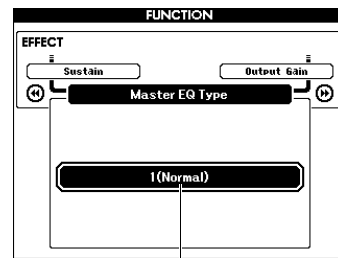 FUNCTION
EFFECT
Sustain
Output Gain
Master EQ Type
1(Normal)